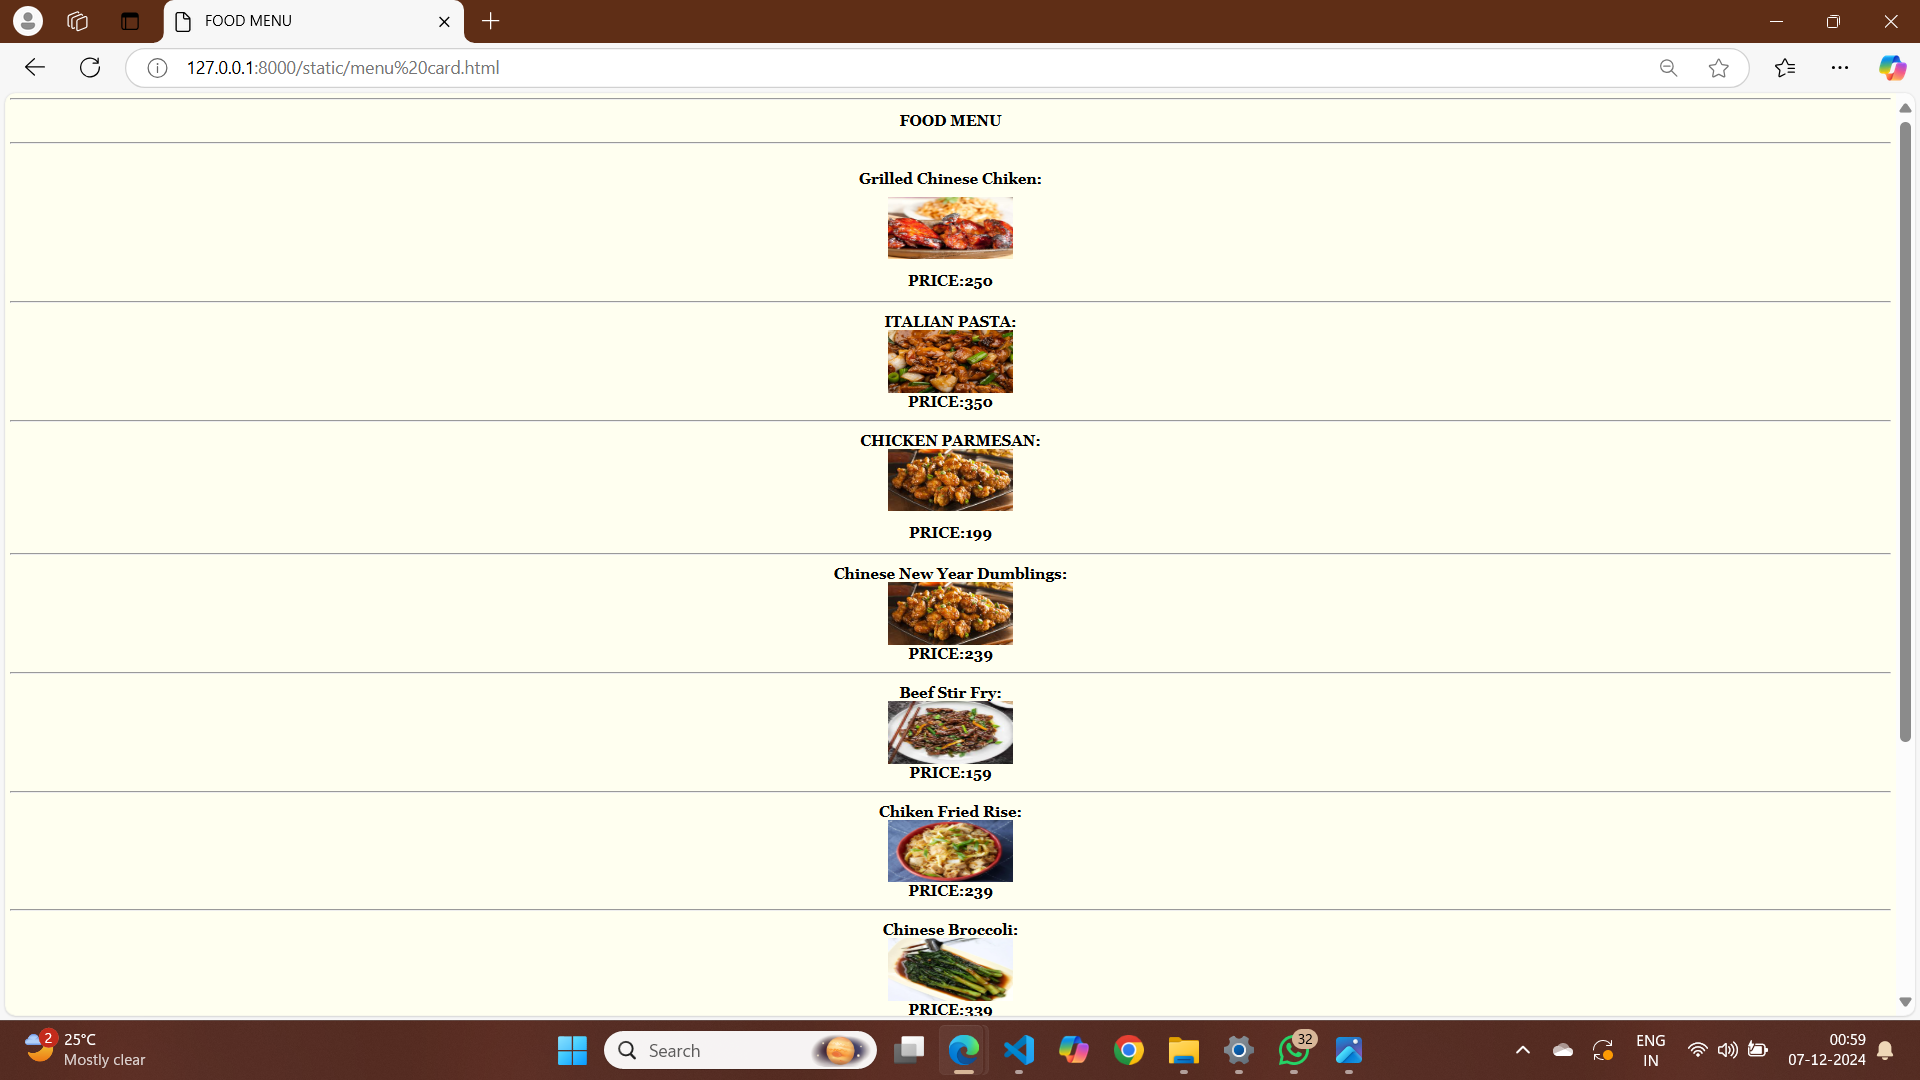 FOOD MENU
127.0.0.1:8000/static/menu%20card.html
FOOD MENU
Grilled Chinese Chiken:
PRICE:250
ITALIAN PASTA:
PRICE:350
CHICKEN PARMESAN:
PRICE:199
Chinese New Year Dumblings:
PRICE:239
Beef Stir Fry:
PRICE:159
Chiken Fried Rise:
PRICE:239
Chinese Broccoli:
PRICE:339
2
25°C
Mostly clear
Search
32
ENG
IN
00:59
07-12-2024